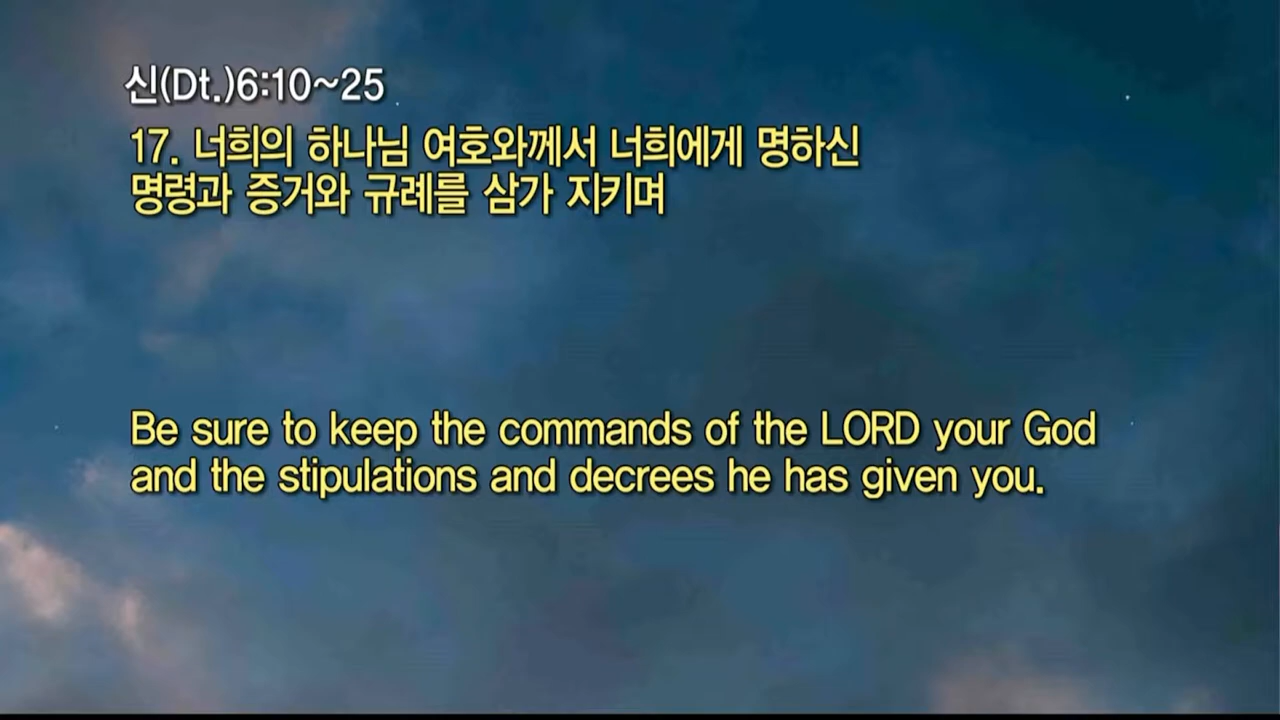 신(Dt.)6:10~25
17. 너희의 하나님 여호와께서 너희에게 명하신
명령과 증거와 규례를 삼가 지키며
Be sure to keep the commands of the LORD your God
and the stipulations and decrees he has given you.